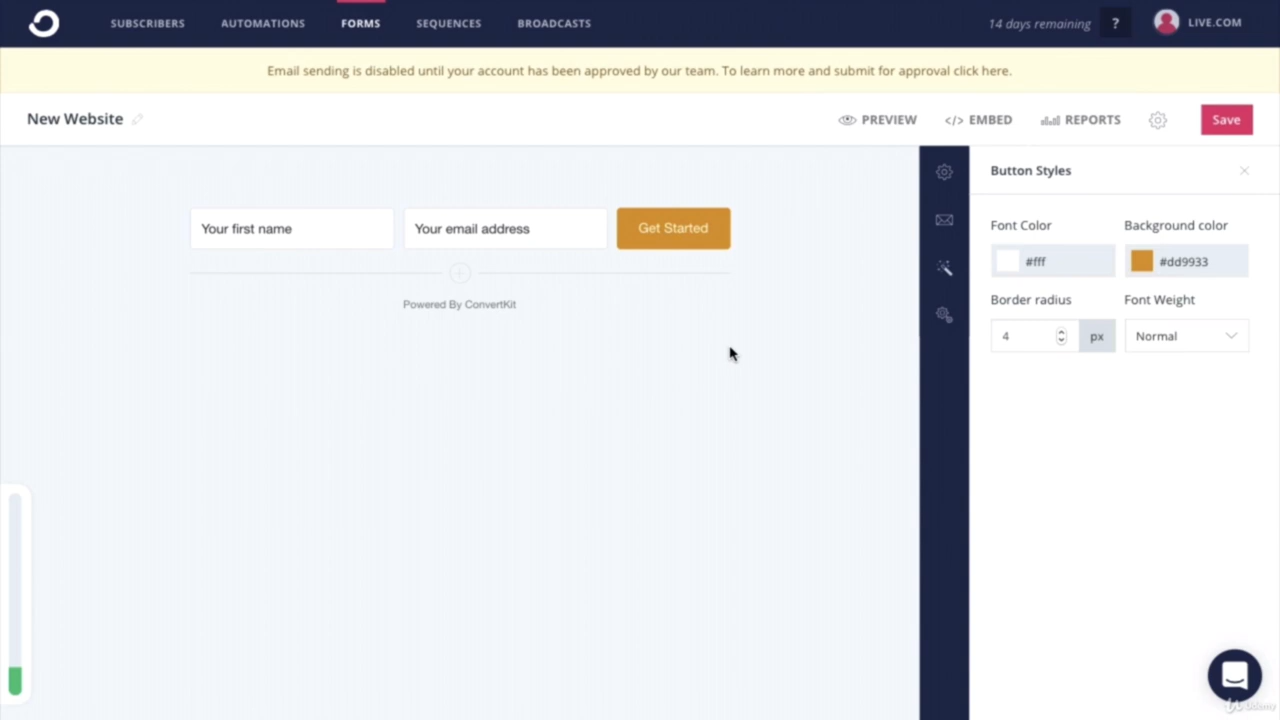 SUBSCRIBERS AUTOMATIONS FORMS SEQUENCES BROADCASTS 14 days remaining ? LIVE.COM
Email sending is disabled until your account has been approved by our team. To learn more and submit for approval click here.
New Website PREVIEW </> EMBED REPORTS Save
Button Styles
Font Color Background color
#fff #dd9933
Border radius Font Weight
4 px Normal
Your first name Your email address Get Started
Powered By ConvertKit
Udemy